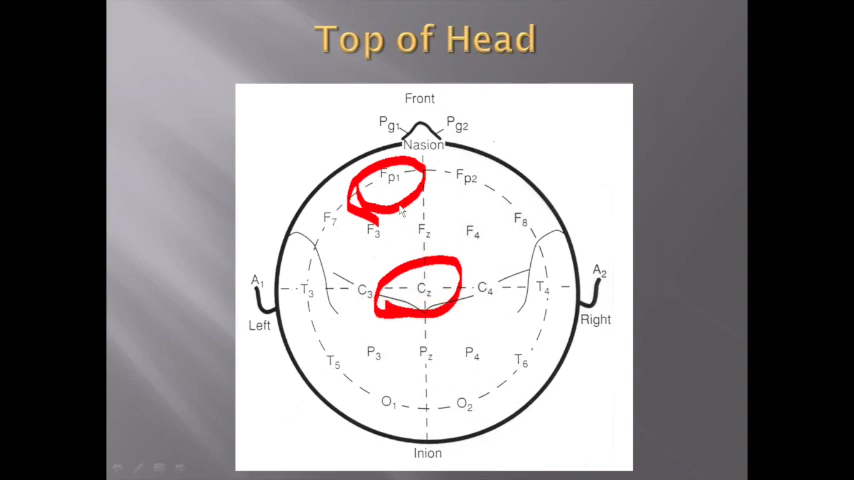 Top of Head
Front
Pg1 Pg2
Nasion
Fp1 Fp2
F7 F3 Fz F4 F8
A1 T3 C3 Cz C4 T4 A2
Left Right
T5 P3 Pz P4 T6
O1 O2
Inion